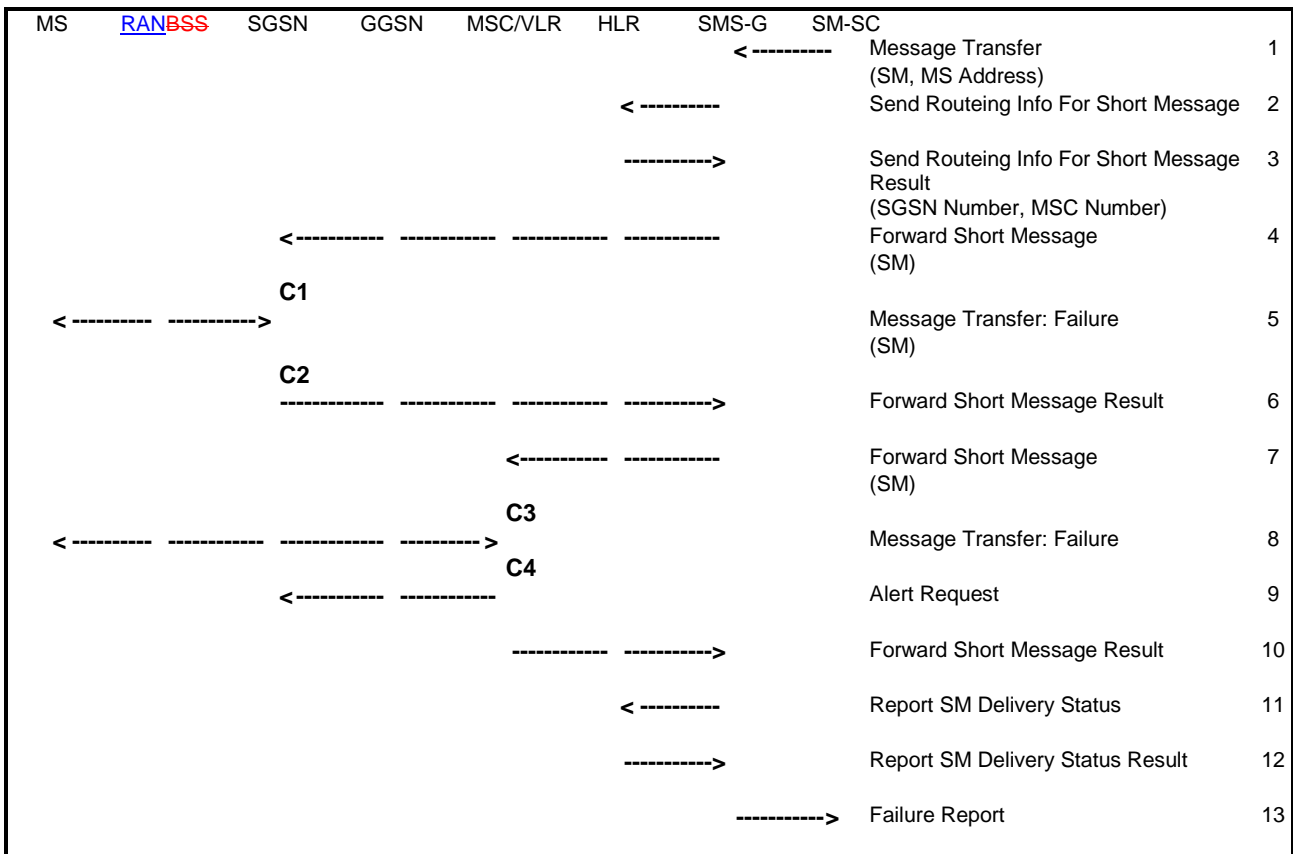 MS RANBSS SGSN GGSN MSC/VLR HLR SMS-G SM-SC
< ---------- Message Transfer 1
(SM, MS Address)
< ---------- Send Routeing Info For Short Message 2
-----------> Send Routeing Info For Short Message 3
Result
(SGSN Number, MSC Number)
< ----------- ------------ ------------ ------------ Forward Short Message 4
(SM)
C1
< ---------- -----------> Message Transfer: Failure 5
(SM)
C2
------------- ------------ ------------ -----------> Forward Short Message Result 6
<----------- ------------ Forward Short Message 7
(SM)
C3
< ---------- ------------ ------------- ---------- > Message Transfer: Failure 8
C4
< ----------- ------------ Alert Request 9
------------ -----------> Forward Short Message Result 10
< ---------- Report SM Delivery Status 11
-----------> Report SM Delivery Status Result 12
-----------> Failure Report 13